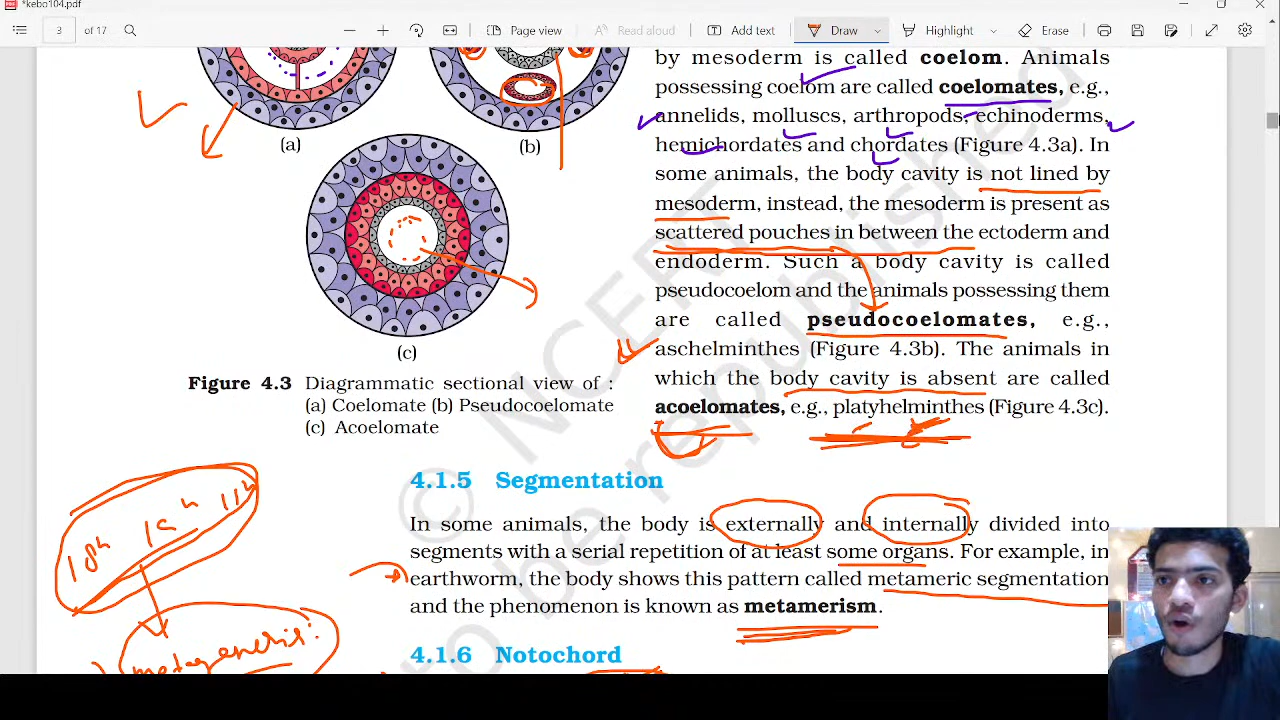 *kebo104.pdf
3 of 17
Page view
Read aloud
Add text
Draw
Highlight
Erase
(a)
(b)
(c)
Figure 4.3 Diagrammatic sectional view of :
(a) Coelomate (b) Pseudocoelomate
(c) Acoelomate
by mesoderm is called coelom. Animals
possessing coelom are called coelomates, e.g.,
annelids, molluscs, arthropods, echinoderms,
hemichordates and chordates (Figure 4.3a). In
some animals, the body cavity is not lined by
mesoderm, instead, the mesoderm is present as
scattered pouches in between the ectoderm and
endoderm. Such a body cavity is called
pseudocoelom and the animals possessing them
are called pseudocoelomates, e.g.,
aschelminthes (Figure 4.3b). The animals in
which the body cavity is absent are called
acoelomates, e.g., platyhelminthes (Figure 4.3c).
4.1.5 Segmentation
In some animals, the body is externally and internally divided into
segments with a serial repetition of at least some organs. For example, in
earthworm, the body shows this pattern called metameric segmentation
and the phenomenon is known as metamerism.
4.1.6 Notochord
metagenesis:
© NCERT
be republished